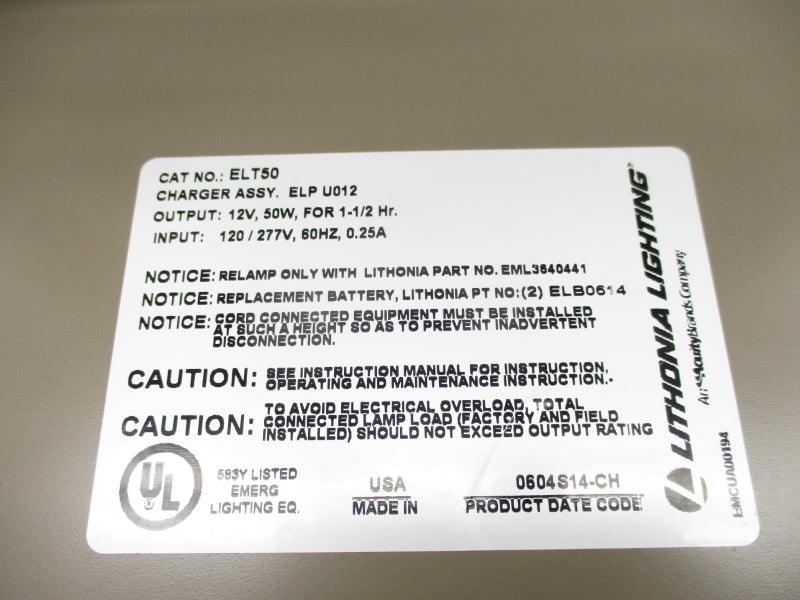 CAT NO.: ELT50
CHARGER ASSY. ELP U012
OUTPUT: 12V, 50W, FOR 1-1/2 Hr.
INPUT: 120 / 277V, 60HZ, 0.25A
NOTICE: RELAMP ONLY WITH LITHONIA PART NO. EML3640441
NOTICE: REPLACEMENT BATTERY, LITHONIA PT NO:(2) ELB0614
NOTICE: CORD CONNECTED EQUIPMENT MUST BE INSTALLED
AT SUCH A HEIGHT SO AS TO PREVENT INADVERTENT
DISCONNECTION.
CAUTION: SEE INSTRUCTION MANUAL FOR INSTRUCTION,
OPERATING AND MAINTENANCE INSTRUCTION.-
CAUTION: TO AVOID ELECTRICAL OVERLOAD, TOTAL
CONNECTED LAMP LOAD (FACTORY AND FIELD
INSTALLED) SHOULD NOT EXCEED OUTPUT RATING
UL
®
583Y LISTED
EMERG
LIGHTING EQ.
USA
MADE IN
0604S14-CH
PRODUCT DATE CODE:
LITHONIA LIGHTING®
An AcuityBrands Company
EMCUA00194